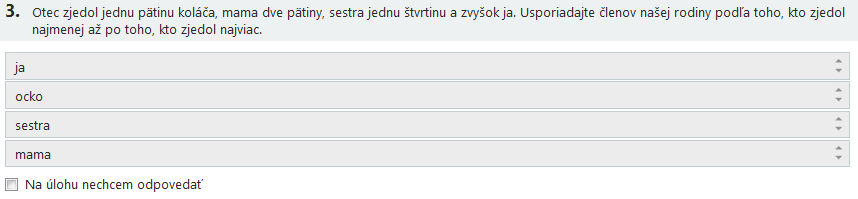 3. Otec zjedol jednu pätinu koláča, mama dve pätiny, sestra jednu štvrtinu a zvyšok ja. Usporiadajte členov našej rodiny podľa toho, kto zjedol
najmenej až po toho, kto zjedol najviac.
ja
ocko
sestra
mama
Na úlohu nechcem odpovedať